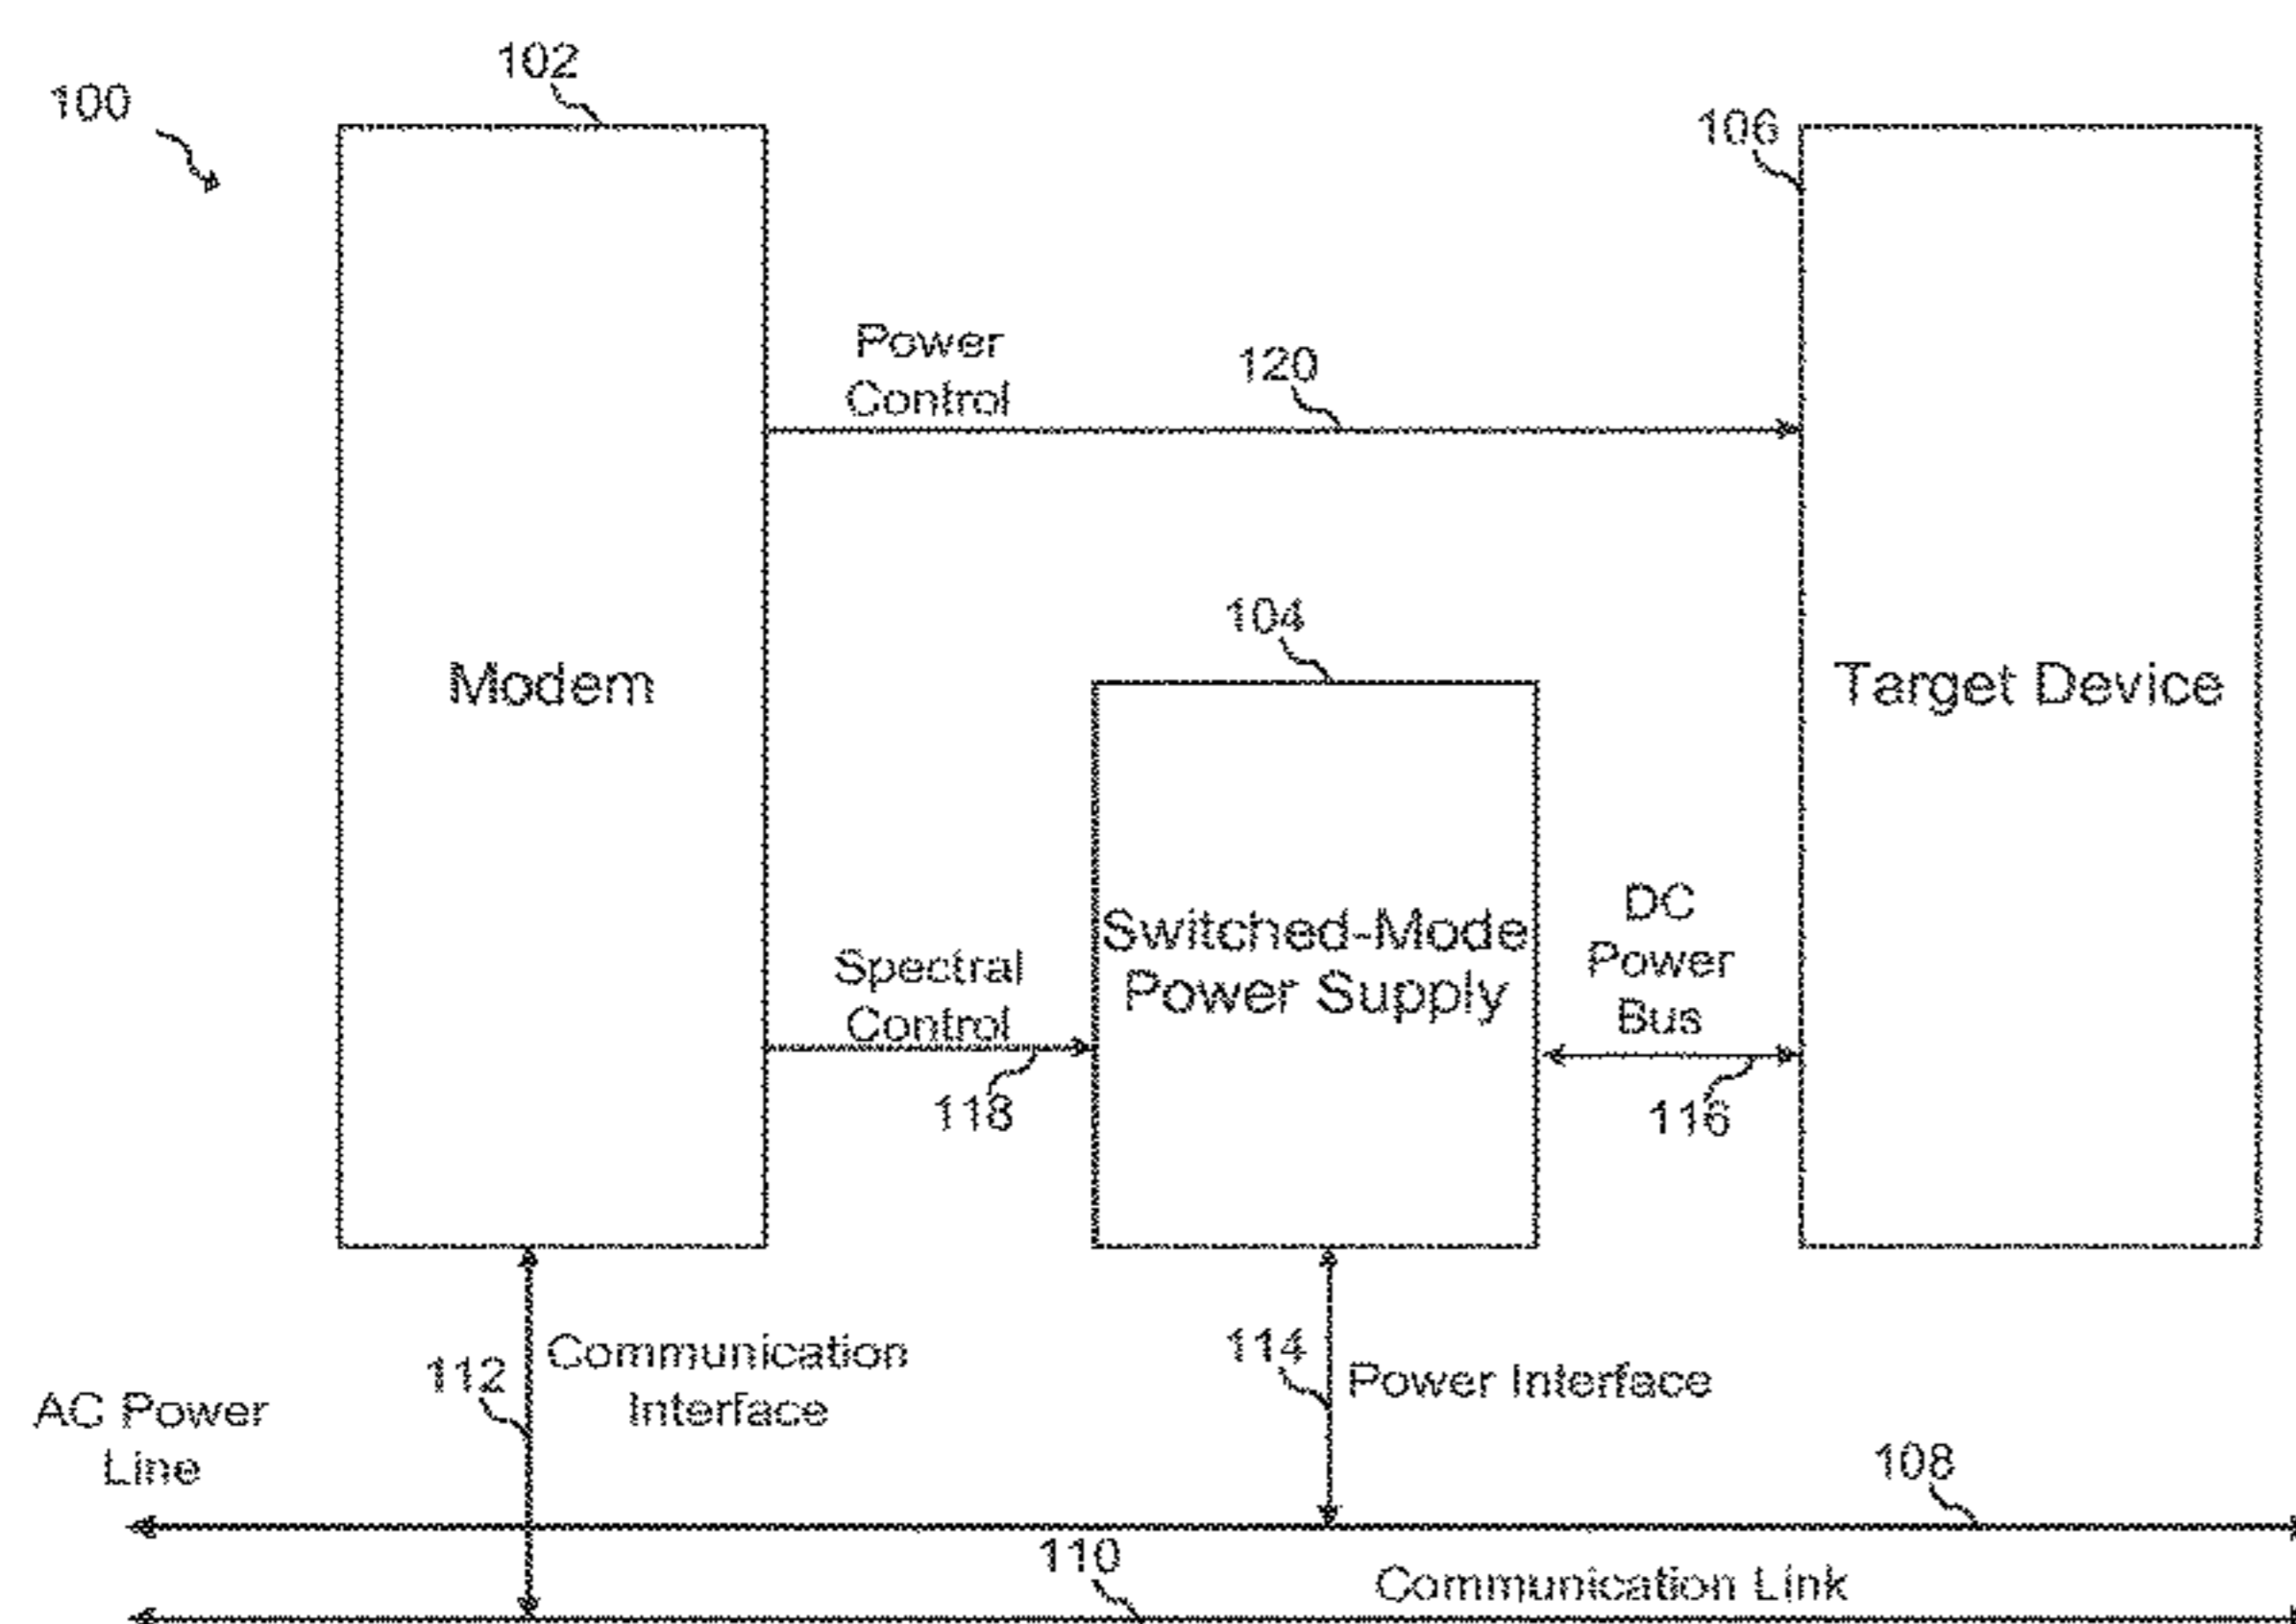 100
102
106
Power
Control
120
104
Modem
Target Device
Switched-Mode
Power Supply
DC
Power
Bus
Spectral
Control
118
116
112
Communication
Interface
114
Power Interface
AC Power
Line
108
110
Communication Link